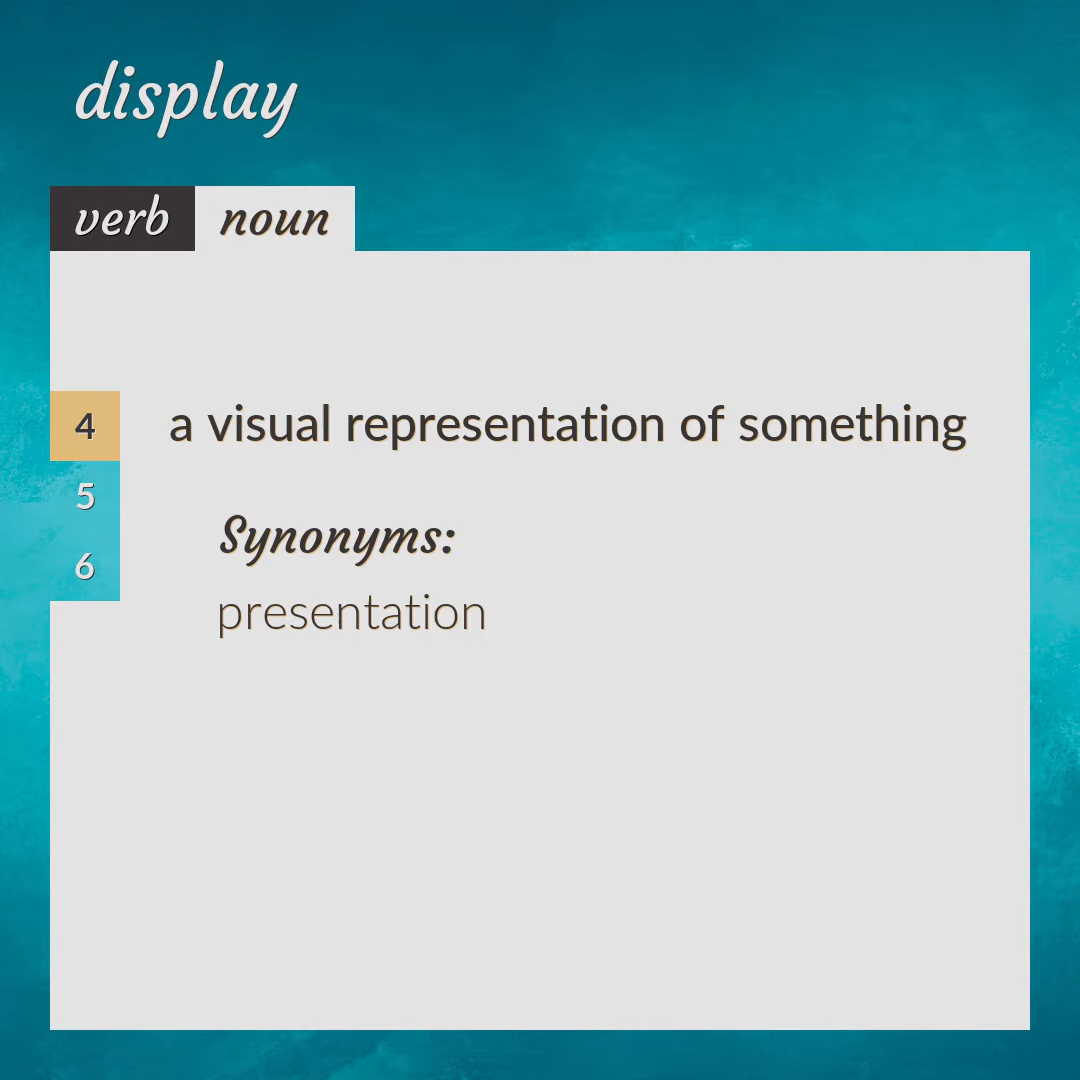 display
verb noun
4 a visual representation of something
5
Synonyms:
6
presentation